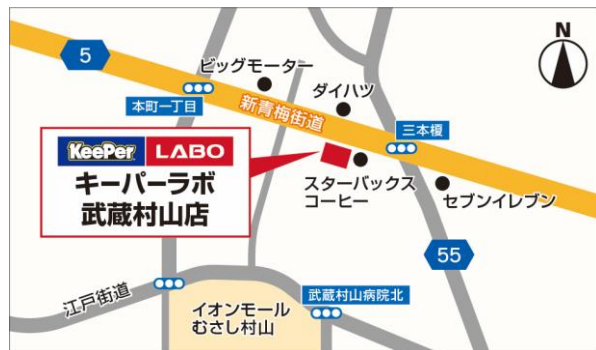 N
5
ビッグモーター
ダイハツ
本町一丁目
新青梅街道
三本榎
KeePer LABO
キーパーラボ
武蔵村山店
スターバックス
コーヒー
セブンイレブン
55
江戸街道
イオンモール
むさし村山
武蔵村山病院北